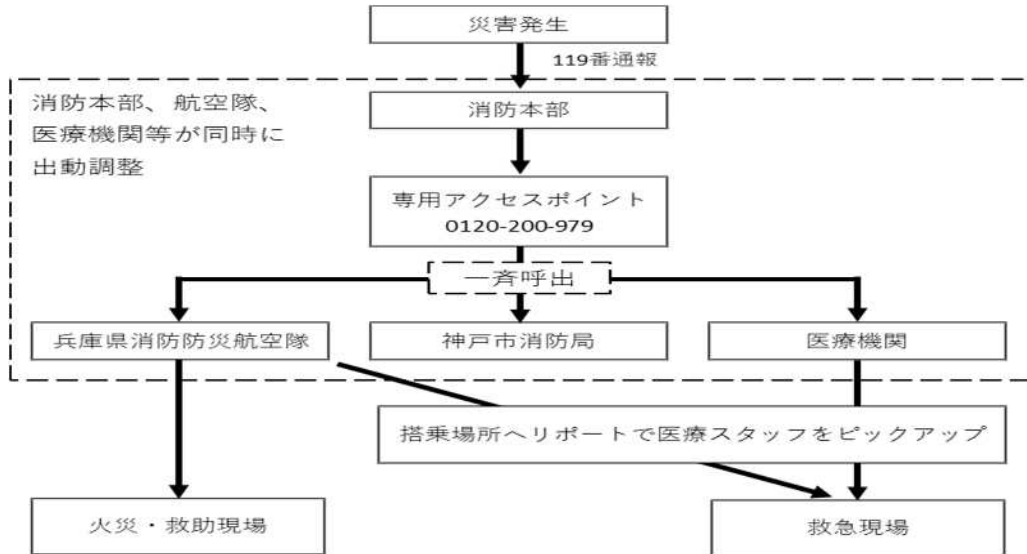 災害発生
119番通報
消防本部、航空隊、
医療機関等が同時に
出動調整
消防本部
専用アクセスポイント
0120-200-979
一斉呼出
兵庫県消防防災航空隊
神戸市消防局
医療機関
搭乗場所ヘリポートで医療スタッフをピックアップ
火災・救助現場
救急現場